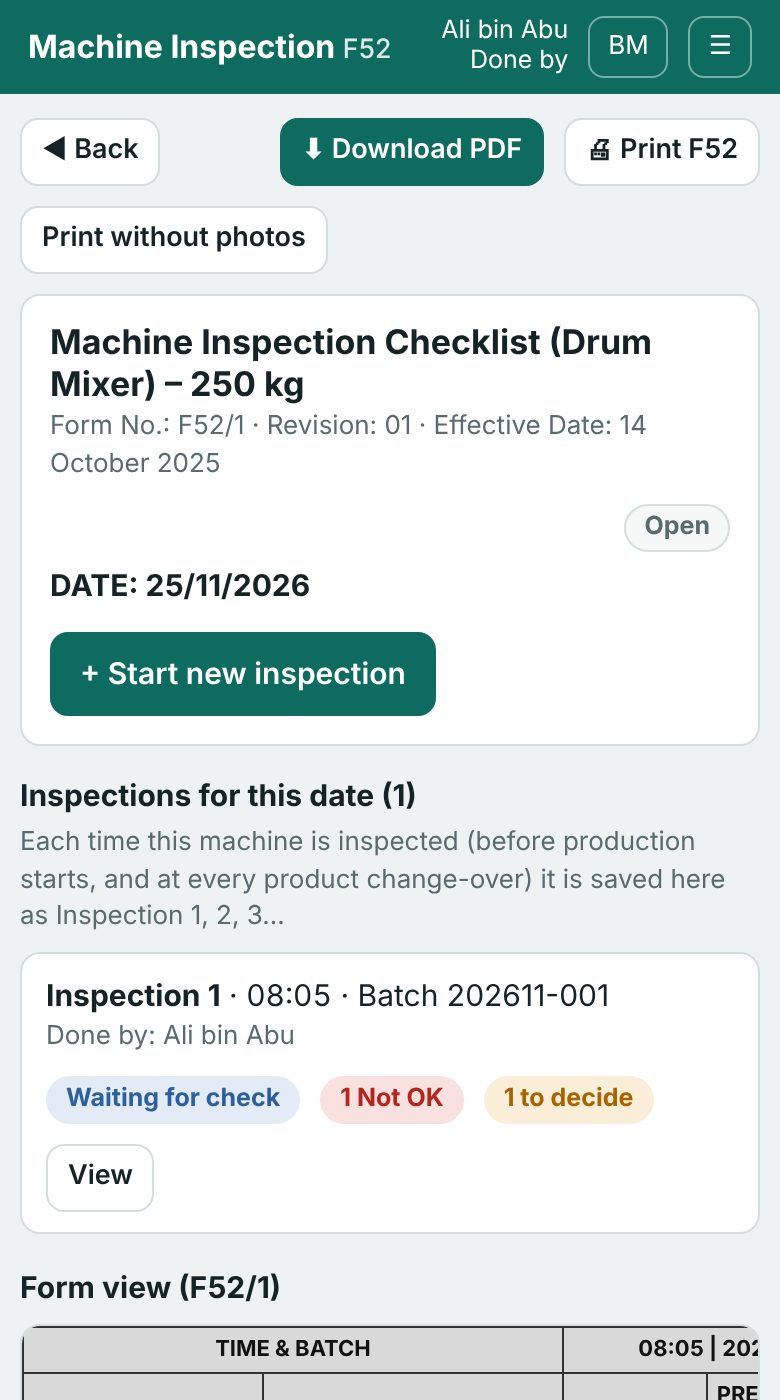 Machine Inspection F52
Ali bin Abu
Done by
BM
☰
◀ Back
⬇ Download PDF
🖨 Print F52
Print without photos
Machine Inspection Checklist (Drum
Mixer) – 250 kg
Form No.: F52/1 · Revision: 01 · Effective Date: 14
October 2025
Open
DATE: 25/11/2026
+ Start new inspection
Inspections for this date (1)
Each time this machine is inspected (before production
starts, and at every product change-over) it is saved here
as Inspection 1, 2, 3...
Inspection 1 · 08:05 · Batch 202611-001
Done by: Ali bin Abu
Waiting for check
1 Not OK
1 to decide
View
Form view (F52/1)
TIME & BATCH
08:05 | 202
PRE